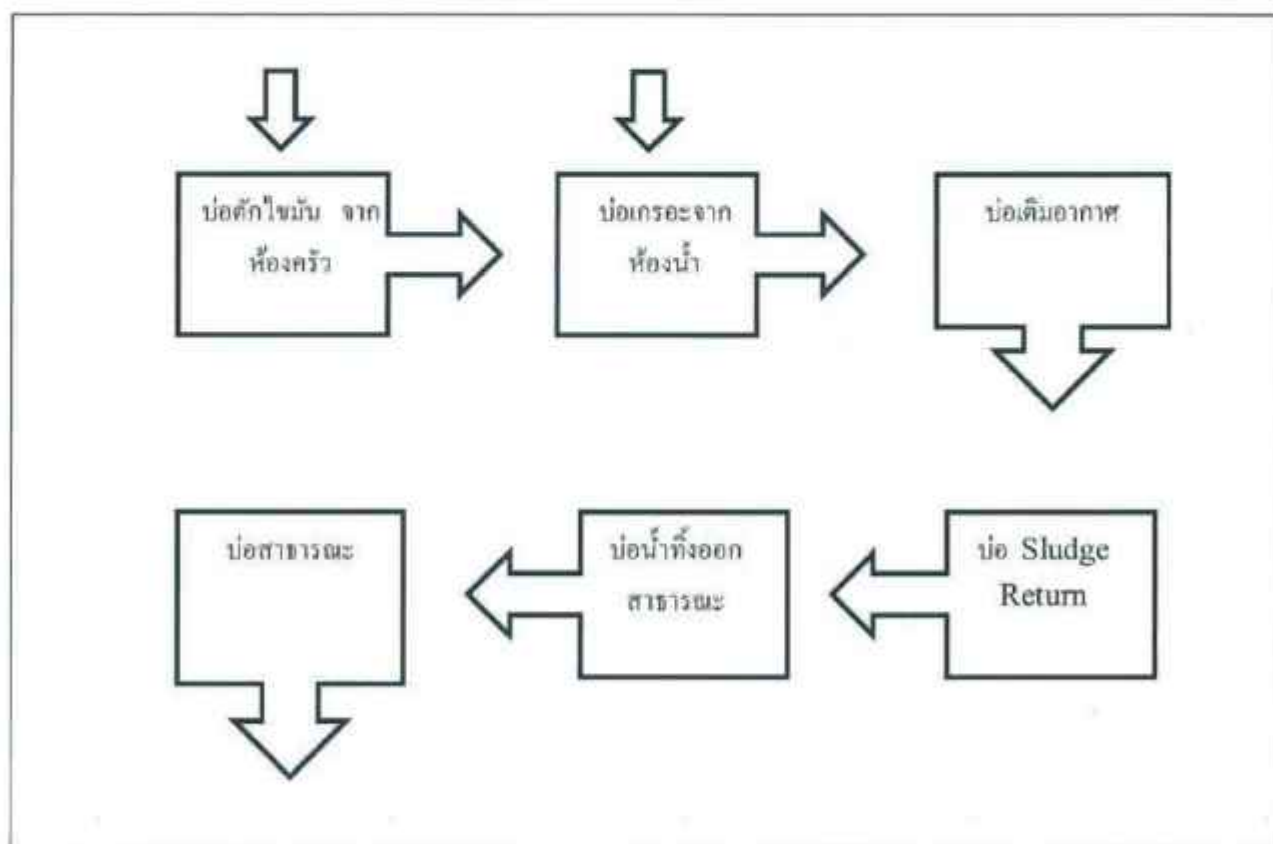 บ่อดักไขมัน จาก
ห้องครัว
บ่อเกรอะจาก
ห้องน้ำ
บ่อเติมอากาศ
บ่อสาธารณะ
บ่อน้ำทิ้งออก
สาธารณะ
บ่อ Sludge
Return